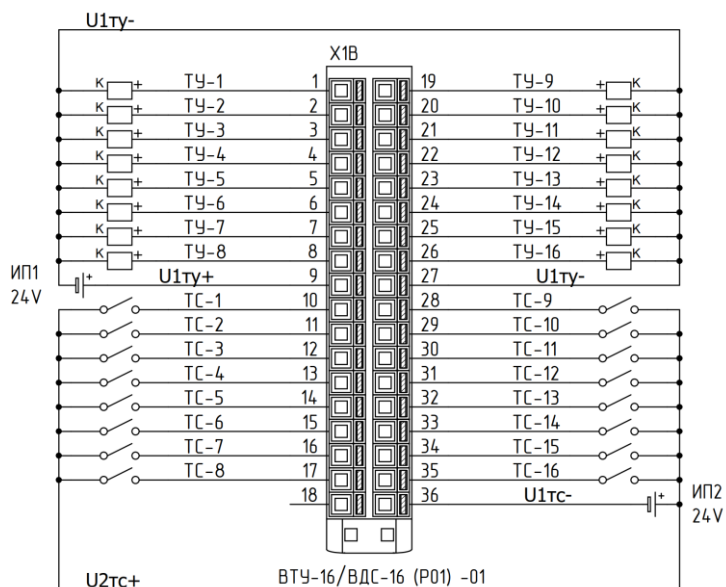 U1ту-
X1B
К + ТУ-1 1 19 ТУ-9 + К
К + ТУ-2 2 20 ТУ-10 + К
К + ТУ-3 3 21 ТУ-11 + К
К + ТУ-4 4 22 ТУ-12 + К
К + ТУ-5 5 23 ТУ-13 + К
К + ТУ-6 6 24 ТУ-14 + К
К + ТУ-7 7 25 ТУ-15 + К
К + ТУ-8 8 26 ТУ-16 + К
ИП1 + U1ту+ 9 27 U1ту-
24V
ТС-1 10 28 ТС-9
ТС-2 11 29 ТС-10
ТС-3 12 30 ТС-11
ТС-4 13 31 ТС-12
ТС-5 14 32 ТС-13
ТС-6 15 33 ТС-14
ТС-7 16 34 ТС-15
ТС-8 17 35 ТС-16
18 36 U1тс- + ИП2
24V
U2тс+
ВТУ-16/ВДС-16 (Р01) -01